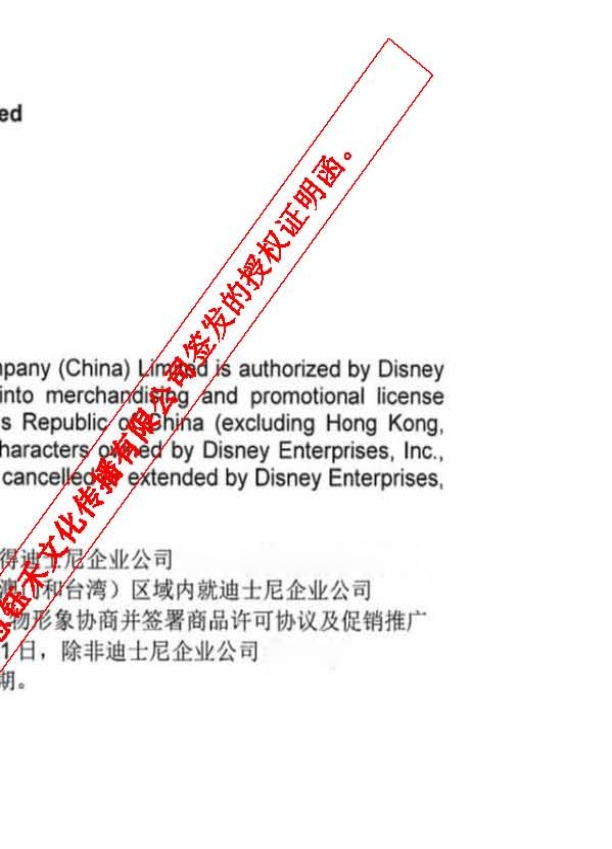 ed
钰禾文化传播有限公司签发的授权证明函。
mpany (China) Limited is authorized by Disney
into merchandising and promotional license
s Republic of China (excluding Hong Kong,
haracters owned by Disney Enterprises, Inc.,
cancelled or extended by Disney Enterprises,
得迪士尼企业公司
澳门和台湾）区域内就迪士尼企业公司
物形象协商并签署商品许可协议及促销推广
1日，除非迪士尼企业公司
期。